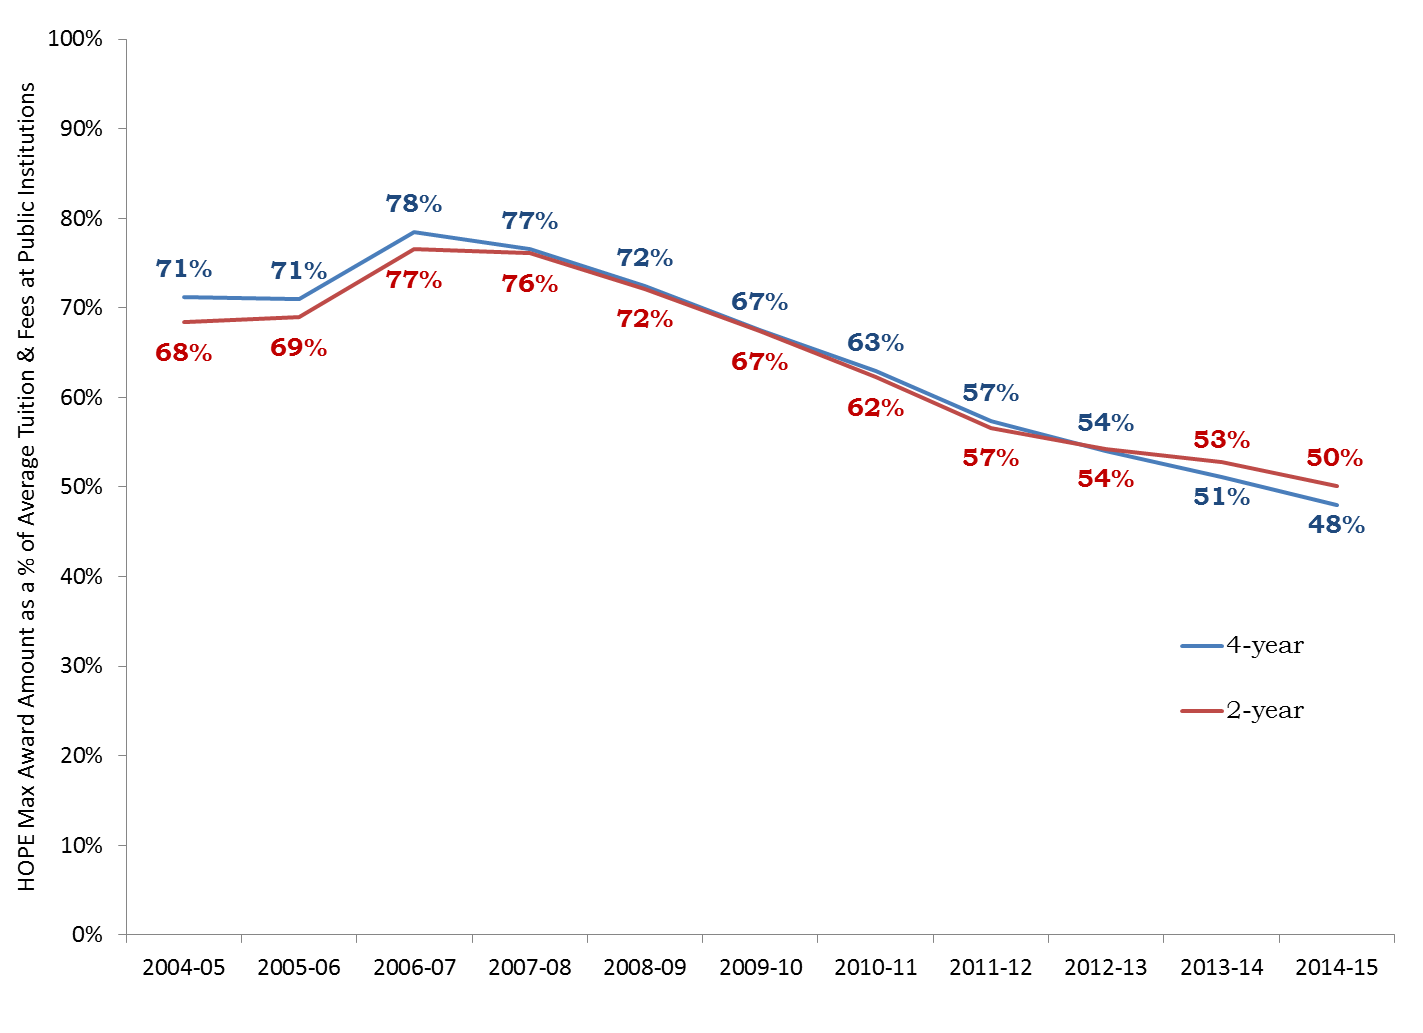 HOPE Max Award Amount as a % of Average Tuition & Fees at Public Institutions
100%
90%
80%
70%
60%
50%
40%
30%
20%
10%
0%
71% 71% 78% 77% 72% 67% 63% 57% 54% 51% 48%
68% 69% 77% 76% 72% 67% 62% 57% 54% 53% 50%
4-year
2-year
2004-05 2005-06 2006-07 2007-08 2008-09 2009-10 2010-11 2011-12 2012-13 2013-14 2014-15